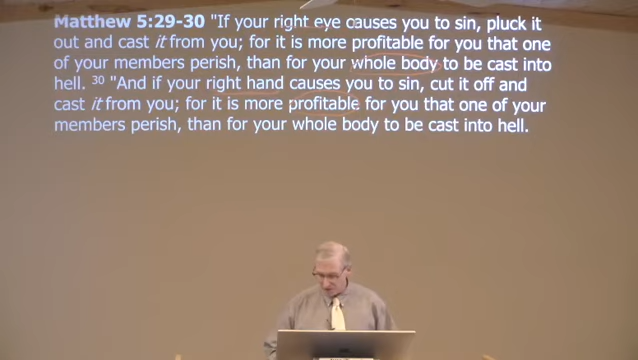 Matthew 5:29-30 "If your right eye causes you to sin, pluck it
out and cast it from you; for it is more profitable for you that one
of your members perish, than for your whole body to be cast into
hell. 30 "And if your right hand causes you to sin, cut it off and
cast it from you; for it is more profitable for you that one of your
members perish, than for your whole body to be cast into hell.